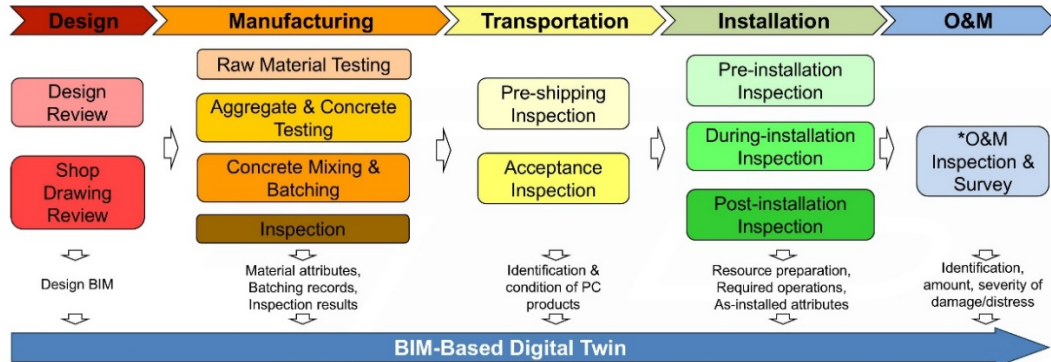 Design
Manufacturing
Transportation
Installation
O&M
Design
Review
Shop
Drawing
Review
Raw Material Testing
Aggregate & Concrete
Testing
Concrete Mixing &
Batching
Inspection
Pre-shipping
Inspection
Acceptance
Inspection
Pre-installation
Inspection
During-installation
Inspection
Post-installation
Inspection
*O&M
Inspection &
Survey
Design BIM
Material attributes,
Batching records,
Inspection results
Identification &
condition of PC
products
Resource preparation,
Required operations,
As-installed attributes
Identification,
amount, severity of
damage/distress
BIM-Based Digital Twin